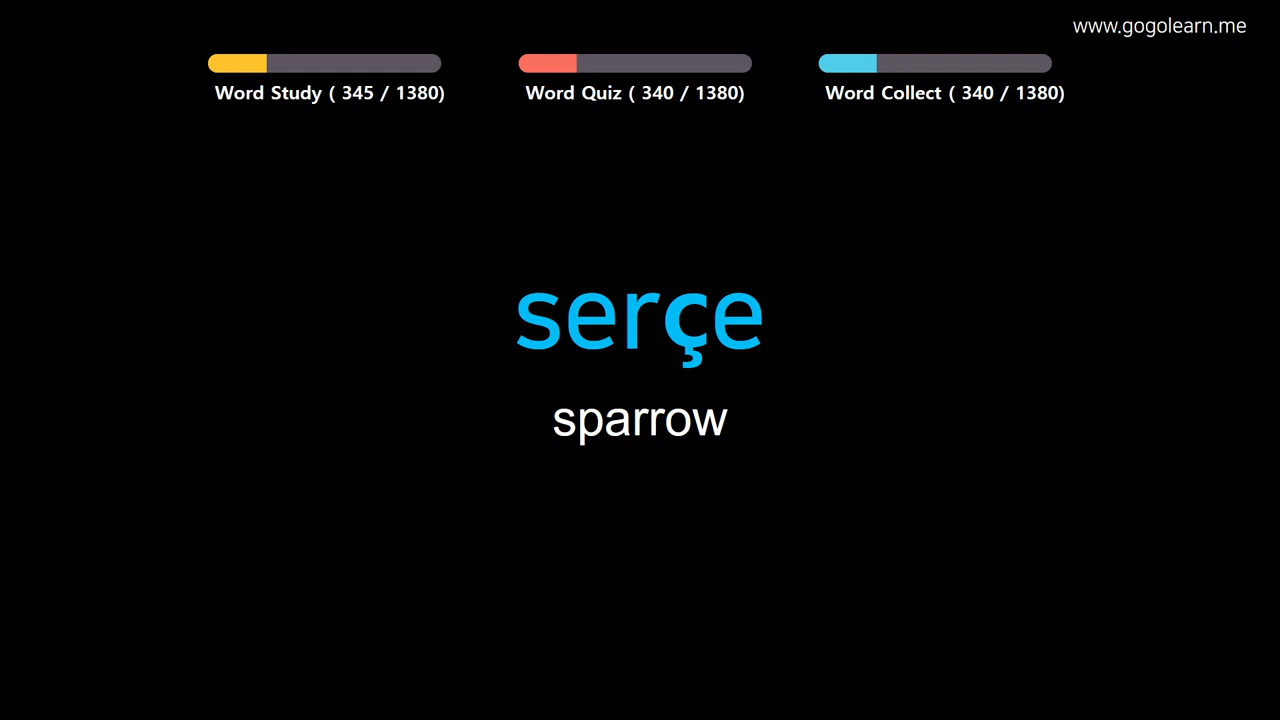 www.gogolearn.me
Word Study ( 345 / 1380)
Word Quiz ( 340 / 1380)
Word Collect ( 340 / 1380)
serçe
sparrow